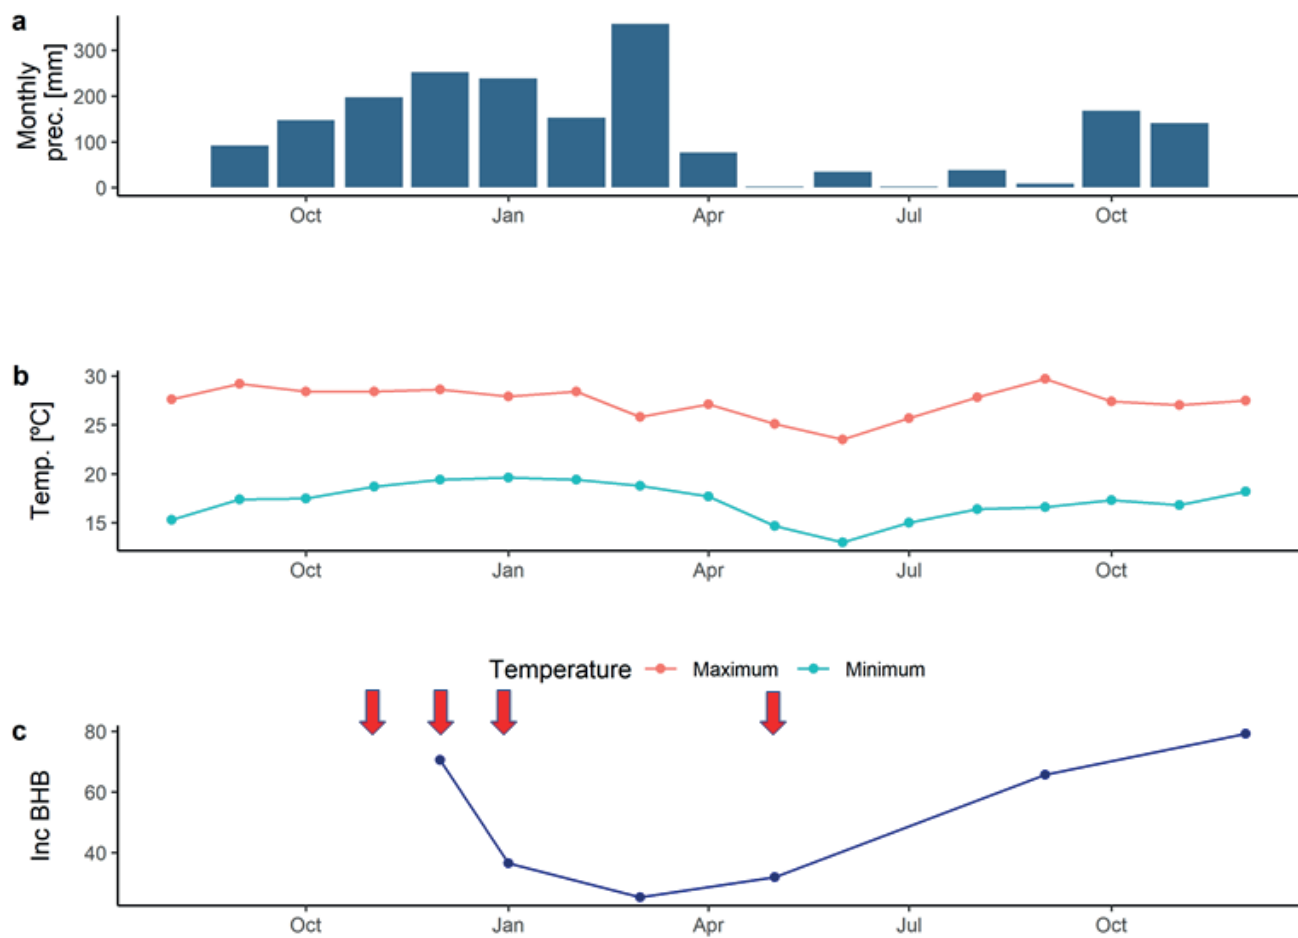 a
Monthly
prec. [mm]
300
200
100
0
Oct Jan Apr Jul Oct
b
Temp. [ºC]
30
25
20
15
Oct Jan Apr Jul Oct
Temperature Maximum Minimum
c
Inc BHB
80
60
40
Oct Jan Apr Jul Oct